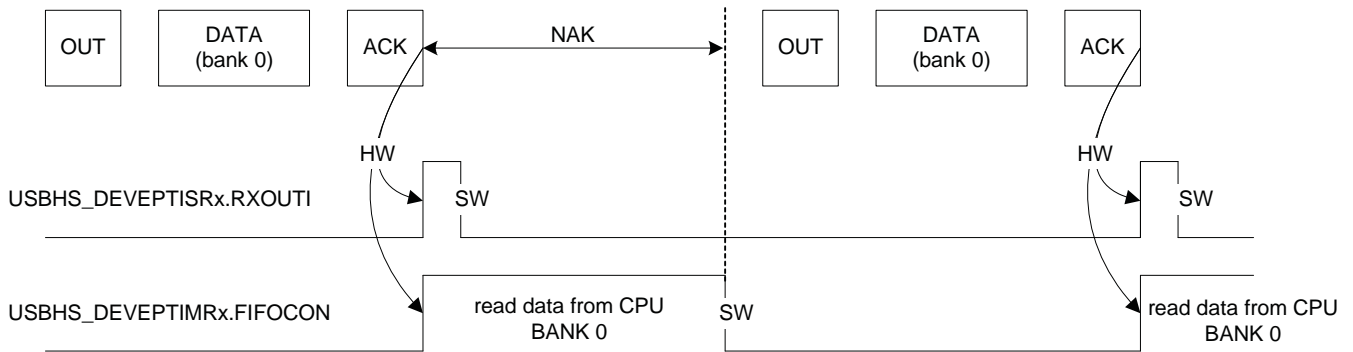 OUT
DATA
(bank 0)
ACK
NAK
OUT
DATA
(bank 0)
ACK
HW
HW
USBHS_DEVEPTISRx.RXOUTI
SW
SW
USBHS_DEVEPTIMRx.FIFOCON
read data from CPU
BANK 0
SW
read data from CPU
BANK 0